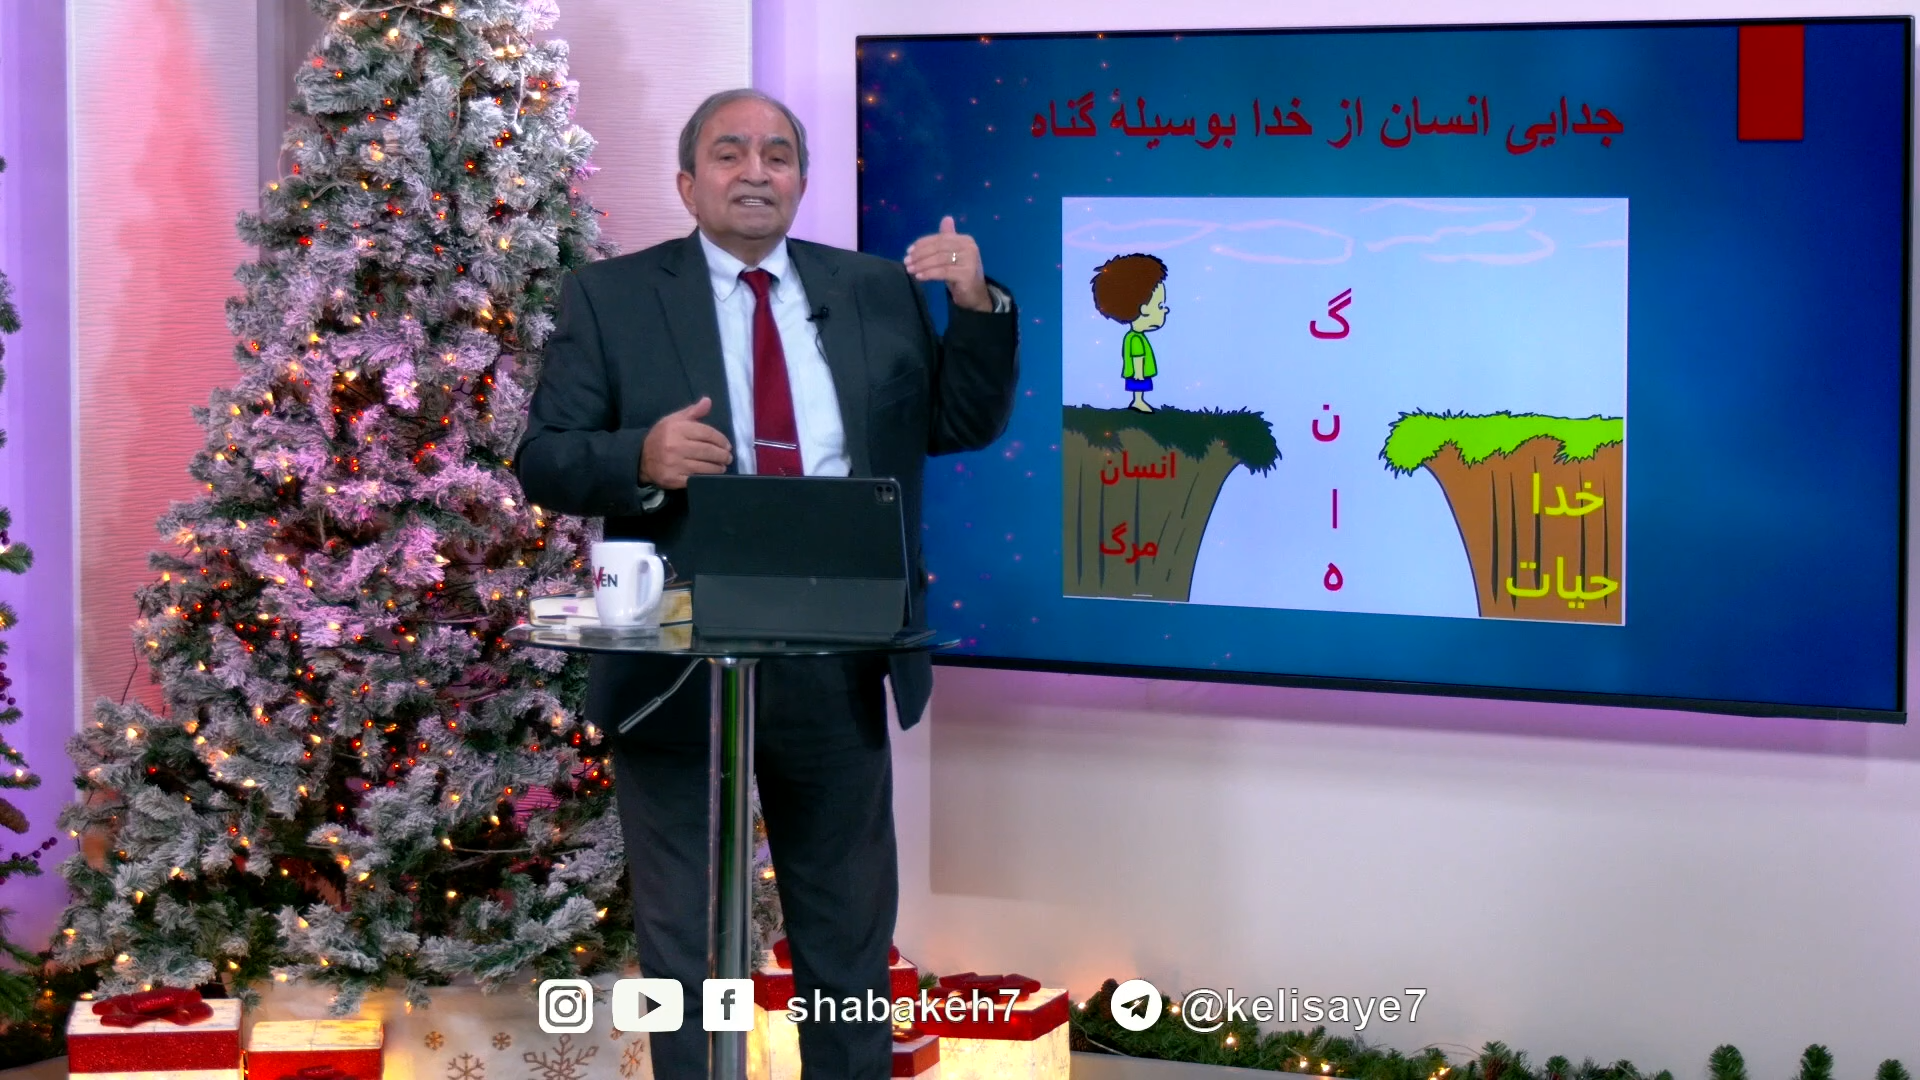 جدایی انسان از خدا بوسیلهٔ گناه
گ
ن
ا
ه
انسان
مرگ
خدا
حیات
VEN
shabakeh7
@kelisaye7